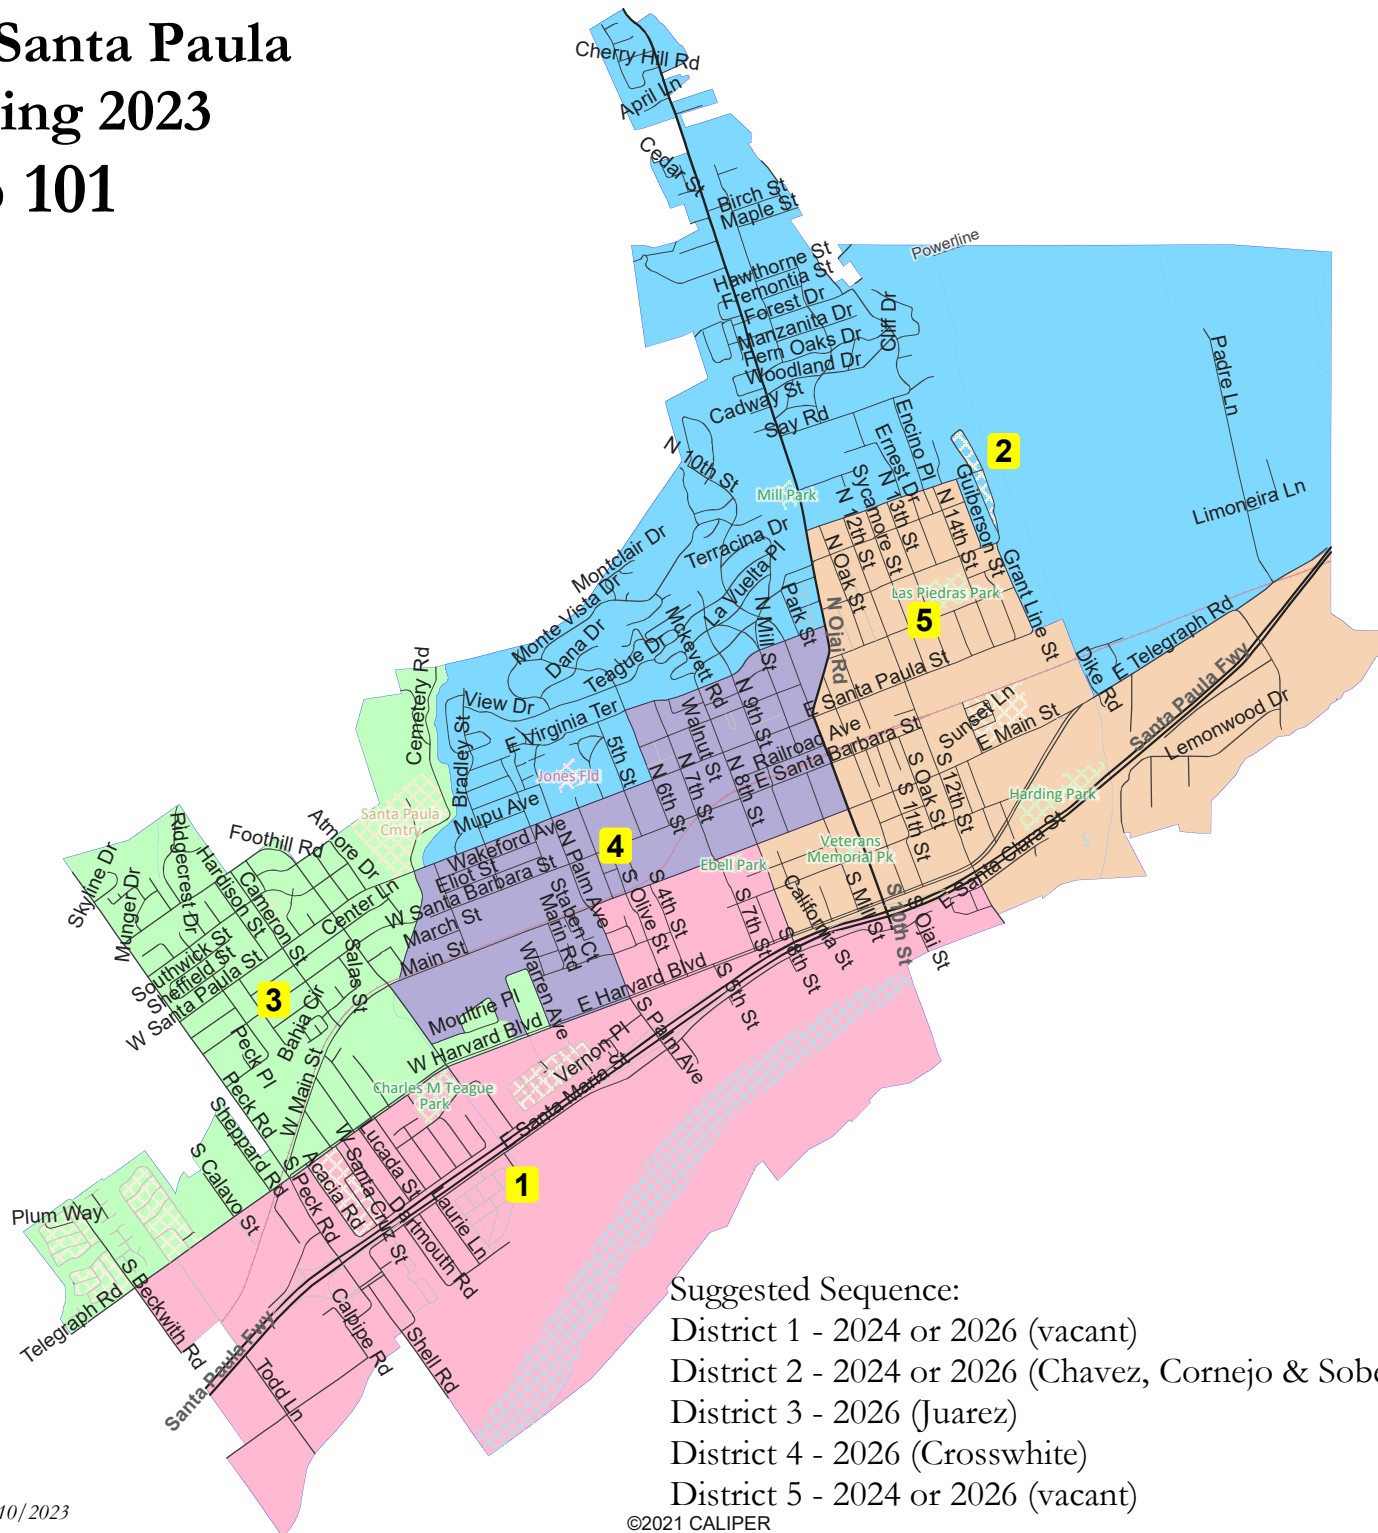 Santa Paula
ing 2023
101
Cherry Hill Rd
April Ln
Cedar St
Birch St
Maple St
Hawthorne St
Fremontia St
Forest Dr
Manzanita Dr
Fern Oaks Dr
Woodland Dr
Cliff Dr
Powerline
Padre Ln
Cadway St
Say Rd
N 10th St
Encino Pl
Ernest Dr
2
Guiberson St
Sycamore St
N 12th St
N 13th St
N 14th St
Limoneira Ln
Mill Park
Montclair Dr
Terracina Dr
La Vuelta Pl
Monte Vista Dr
Dana Dr
Teague Dr
Mckevett Rd
N Mill St
Park St
N Oak St
N Ojai Rd
Las Piedras Park
5
Grant Line St
E Telegraph Rd
Dike Rd
Santa Paula Fwy
Lemonwood Dr
Cemetery Rd
View Dr
E Virginia Ter
Bradley St
5th St
Jones Fld
Mupu Ave
Walnut St
N 9th St
N 6th St
N 7th St
N 8th St
Railroad Ave
E Santa Paula St
E Santa Barbara St
Sunset Ln
E Main St
S 12th St
S Oak St
S 11th St
Harding Park
Santa Paula
Cmtry
Foothill Rd
Atmore Dr
Ridgecrest Dr
Skyline Dr
Munger Dr
Hardison St
Cameron St
Center Ln
Wakeford Ave
Eliot St
W Santa Barbara St
March St
Main St
4
N Palm Ave
Staben Ct
Marin Rd
Warren Ave
S Olive St
S 4th St
Ebell Park
S 7th St
Veterans
Memorial Pk
California St
S Mill St
S 8th St
S 10th St
S Ojai St
E Santa Clara St
Southwick St
S Sheffield St
W Santa Paula St
3
Salas St
Bahia Cir
Peck Pl
Peck Rd
W Main St
Moultrie Pl
W Harvard Blvd
E Harvard Blvd
S 5th St
S Palm Ave
Vernon Pl
E Santa Maria St
Charles M Teague
Park
Sheppard Rd
S Calavo St
S Peck Rd
Acacia Rd
W Santa Cruz St
Lucada St
Dartmouth Rd
Laurie Ln
1
Plum Way
Telegraph Rd
S Beckwith Rd
Santa Paula Fwy
Todd Ln
Calpipe Rd
Shell Rd
Suggested Sequence:
District 1 - 2024 or 2026 (vacant)
District 2 - 2024 or 2026 (Chavez, Cornejo & Sobe
District 3 - 2026 (Juarez)
District 4 - 2026 (Crosswhite)
District 5 - 2024 or 2026 (vacant)
10/2023
©2021 CALIPER